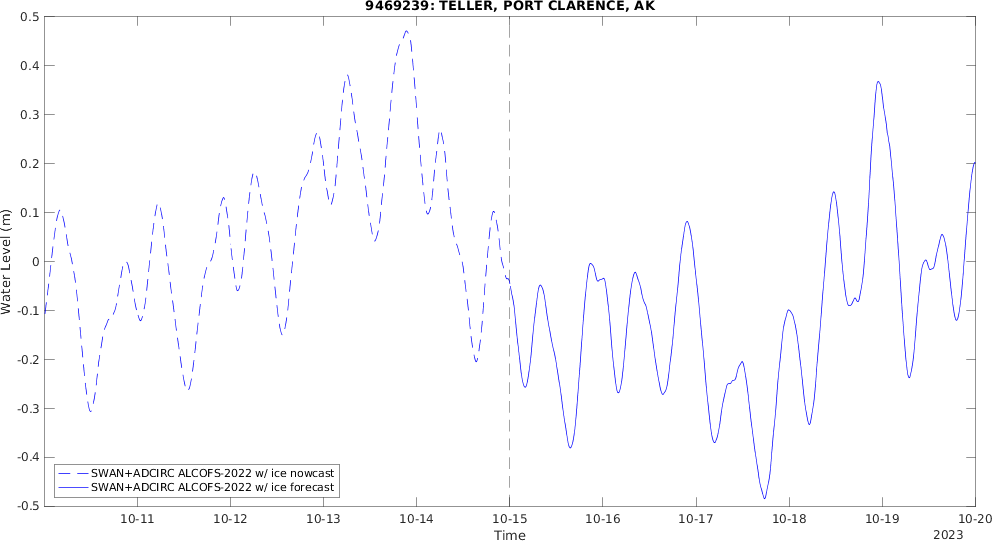 9469239: TELLER, PORT CLARENCE, AK
Water Level (m)
0.5
0.4
0.3
0.2
0.1
0
-0.1
-0.2
-0.3
-0.4
-0.5
SWAN+ADCIRC ALCOFS-2022 w/ ice nowcast
SWAN+ADCIRC ALCOFS-2022 w/ ice forecast
10-11 10-12 10-13 10-14 10-15 10-16 10-17 10-18 10-19 10-20
Time
2023